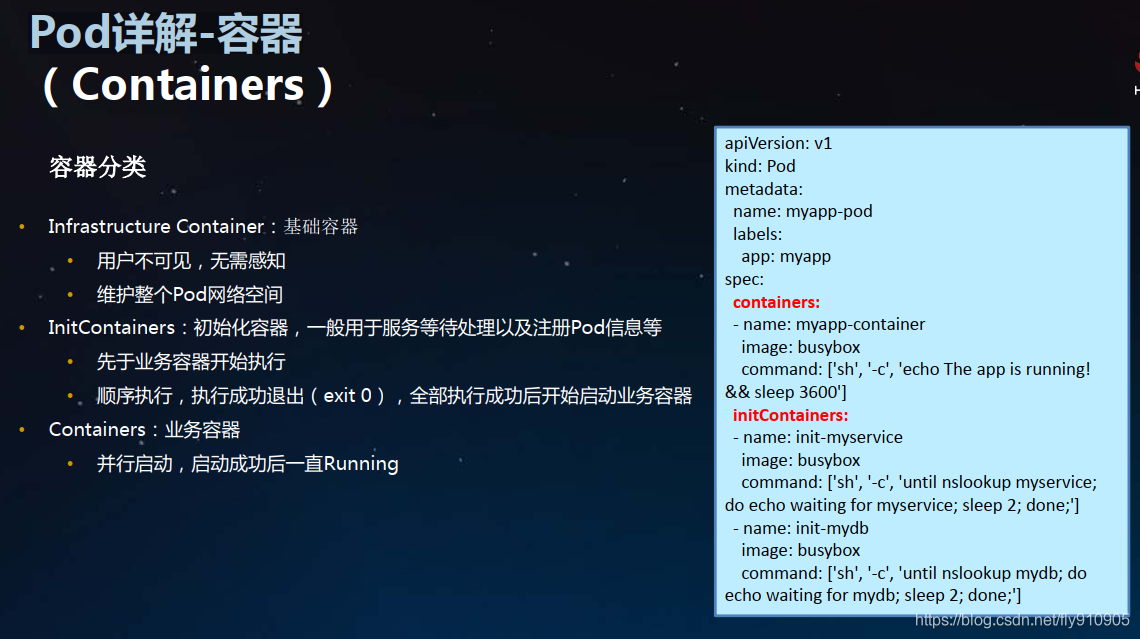 Pod详解-容器
（Containers）
容器分类
• Infrastructure Container：基础容器
• 用户不可见，无需感知
• 维护整个Pod网络空间
• InitContainers：初始化容器，一般用于服务等待处理以及注册Pod信息等
• 先于业务容器开始执行
• 顺序执行，执行成功退出（exit 0），全部执行成功后开始启动业务容器
• Containers：业务容器
• 并行启动，启动成功后一直Running
apiVersion: v1
kind: Pod
metadata:
  name: myapp-pod
  labels:
    app: myapp
spec:
  containers:
  - name: myapp-container
    image: busybox
    command: ['sh', '-c', 'echo The app is running!
&& sleep 3600']
  initContainers:
  - name: init-myservice
    image: busybox
    command: ['sh', '-c', 'until nslookup myservice;
do echo waiting for myservice; sleep 2; done;']
  - name: init-mydb
    image: busybox
    command: ['sh', '-c', 'until nslookup mydb; do
echo waiting for mydb; sleep 2; done;']
https://blog.csdn.net/fly910905